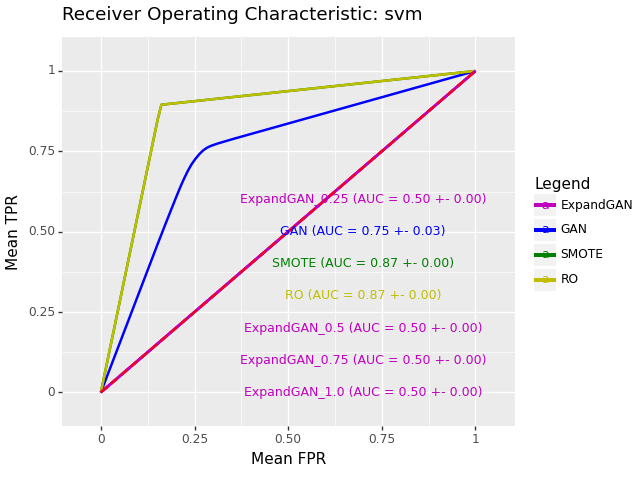 Receiver Operating Characteristic: svm
1
0.75
0.50
0.25
0
Mean TPR
ExpandGAN_0.25 (AUC = 0.50 +- 0.00)
GAN (AUC = 0.75 +- 0.03)
SMOTE (AUC = 0.87 +- 0.00)
RO (AUC = 0.87 +- 0.00)
ExpandGAN_0.5 (AUC = 0.50 +- 0.00)
ExpandGAN_0.75 (AUC = 0.50 +- 0.00)
ExpandGAN_1.0 (AUC = 0.50 +- 0.00)
0 0.25 0.50 0.75 1
Mean FPR
Legend
a ExpandGAN
a GAN
a SMOTE
a RO